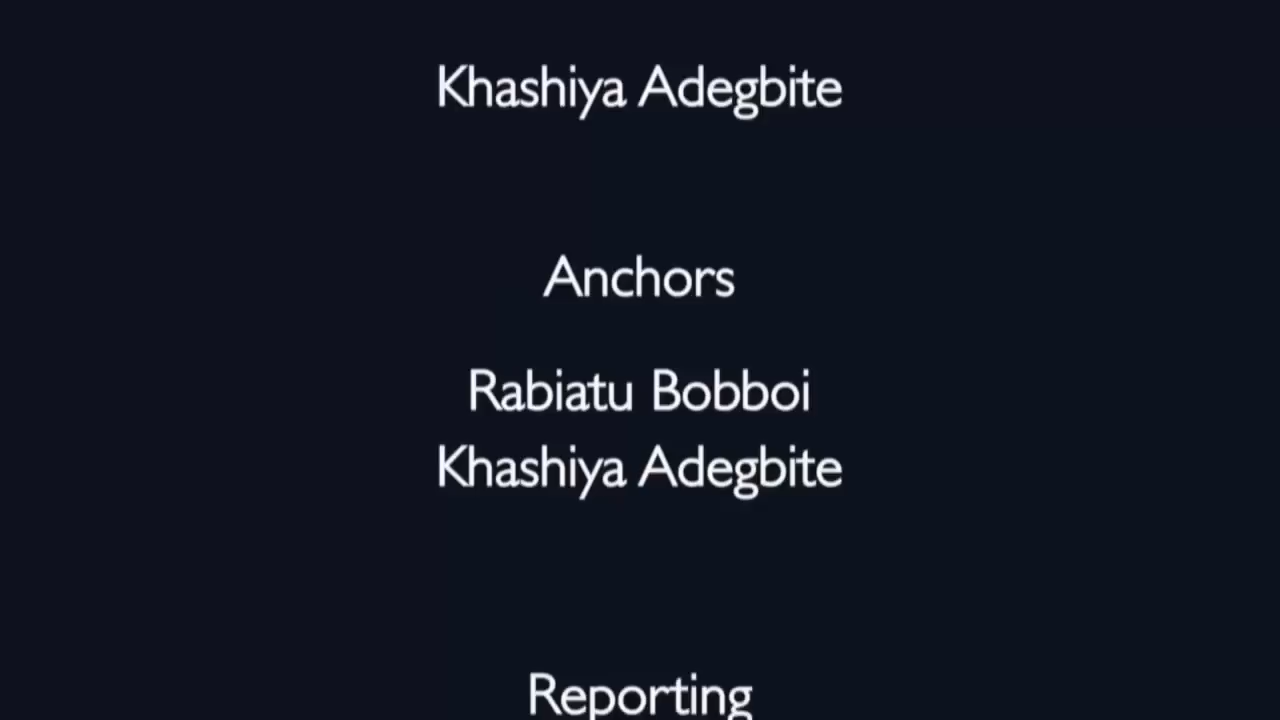 Khashiya Adegbite
Anchors
Rabiatu Bobboi
Khashiya Adegbite
Reporting